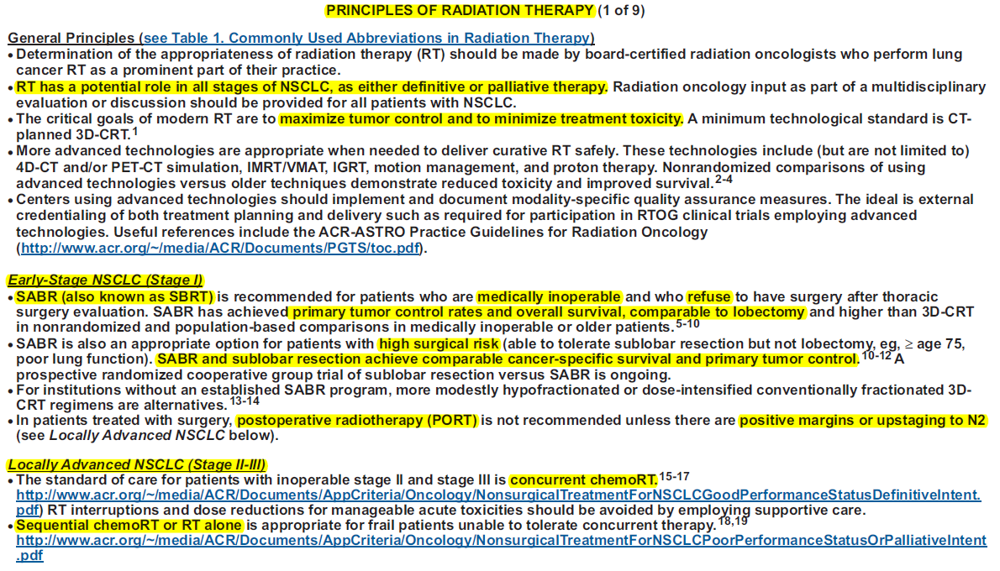 PRINCIPLES OF RADIATION THERAPY (1 of 9)
General Principles (see Table 1. Commonly Used Abbreviations in Radiation Therapy)
• Determination of the appropriateness of radiation therapy (RT) should be made by board-certified radiation oncologists who perform lung
cancer RT as a prominent part of their practice.
• RT has a potential role in all stages of NSCLC, as either definitive or palliative therapy. Radiation oncology input as part of a multidisciplinary
evaluation or discussion should be provided for all patients with NSCLC.
• The critical goals of modern RT are to maximize tumor control and to minimize treatment toxicity. A minimum technological standard is CT-
planned 3D-CRT.1
• More advanced technologies are appropriate when needed to deliver curative RT safely. These technologies include (but are not limited to)
4D-CT and/or PET-CT simulation, IMRT/VMAT, IGRT, motion management, and proton therapy. Nonrandomized comparisons of using
advanced technologies versus older techniques demonstrate reduced toxicity and improved survival.2-4
• Centers using advanced technologies should implement and document modality-specific quality assurance measures. The ideal is external
credentialing of both treatment planning and delivery such as required for participation in RTOG clinical trials employing advanced
technologies. Useful references include the ACR-ASTRO Practice Guidelines for Radiation Oncology
(http://www.acr.org/~/media/ACR/Documents/PGTS/toc.pdf).
Early-Stage NSCLC (Stage I)
• SABR (also known as SBRT) is recommended for patients who are medically inoperable and who refuse to have surgery after thoracic
surgery evaluation. SABR has achieved primary tumor control rates and overall survival, comparable to lobectomy and higher than 3D-CRT
in nonrandomized and population-based comparisons in medically inoperable or older patients.5-10
• SABR is also an appropriate option for patients with high surgical risk (able to tolerate sublobar resection but not lobectomy, eg, ≥ age 75,
poor lung function). SABR and sublobar resection achieve comparable cancer-specific survival and primary tumor control.10-12 A
prospective randomized cooperative group trial of sublobar resection versus SABR is ongoing.
• For institutions without an established SABR program, more modestly hypofractionated or dose-intensified conventionally fractionated 3D-
CRT regimens are alternatives.13-14
• In patients treated with surgery, postoperative radiotherapy (PORT) is not recommended unless there are positive margins or upstaging to N2
(see Locally Advanced NSCLC below).
Locally Advanced NSCLC (Stage II-III)
• The standard of care for patients with inoperable stage II and stage III is concurrent chemoRT.15-17
http://www.acr.org/~/media/ACR/Documents/AppCriteria/Oncology/NonsurgicalTreatmentForNSCLCGoodPerformanceStatusDefinitiveIntent.
pdf) RT interruptions and dose reductions for manageable acute toxicities should be avoided by employing supportive care.
• Sequential chemoRT or RT alone is appropriate for frail patients unable to tolerate concurrent therapy.18,19
http://www.acr.org/~/media/ACR/Documents/AppCriteria/Oncology/NonsurgicalTreatmentForNSCLCPoorPerformanceStatusOrPalliativeIntent
.pdf